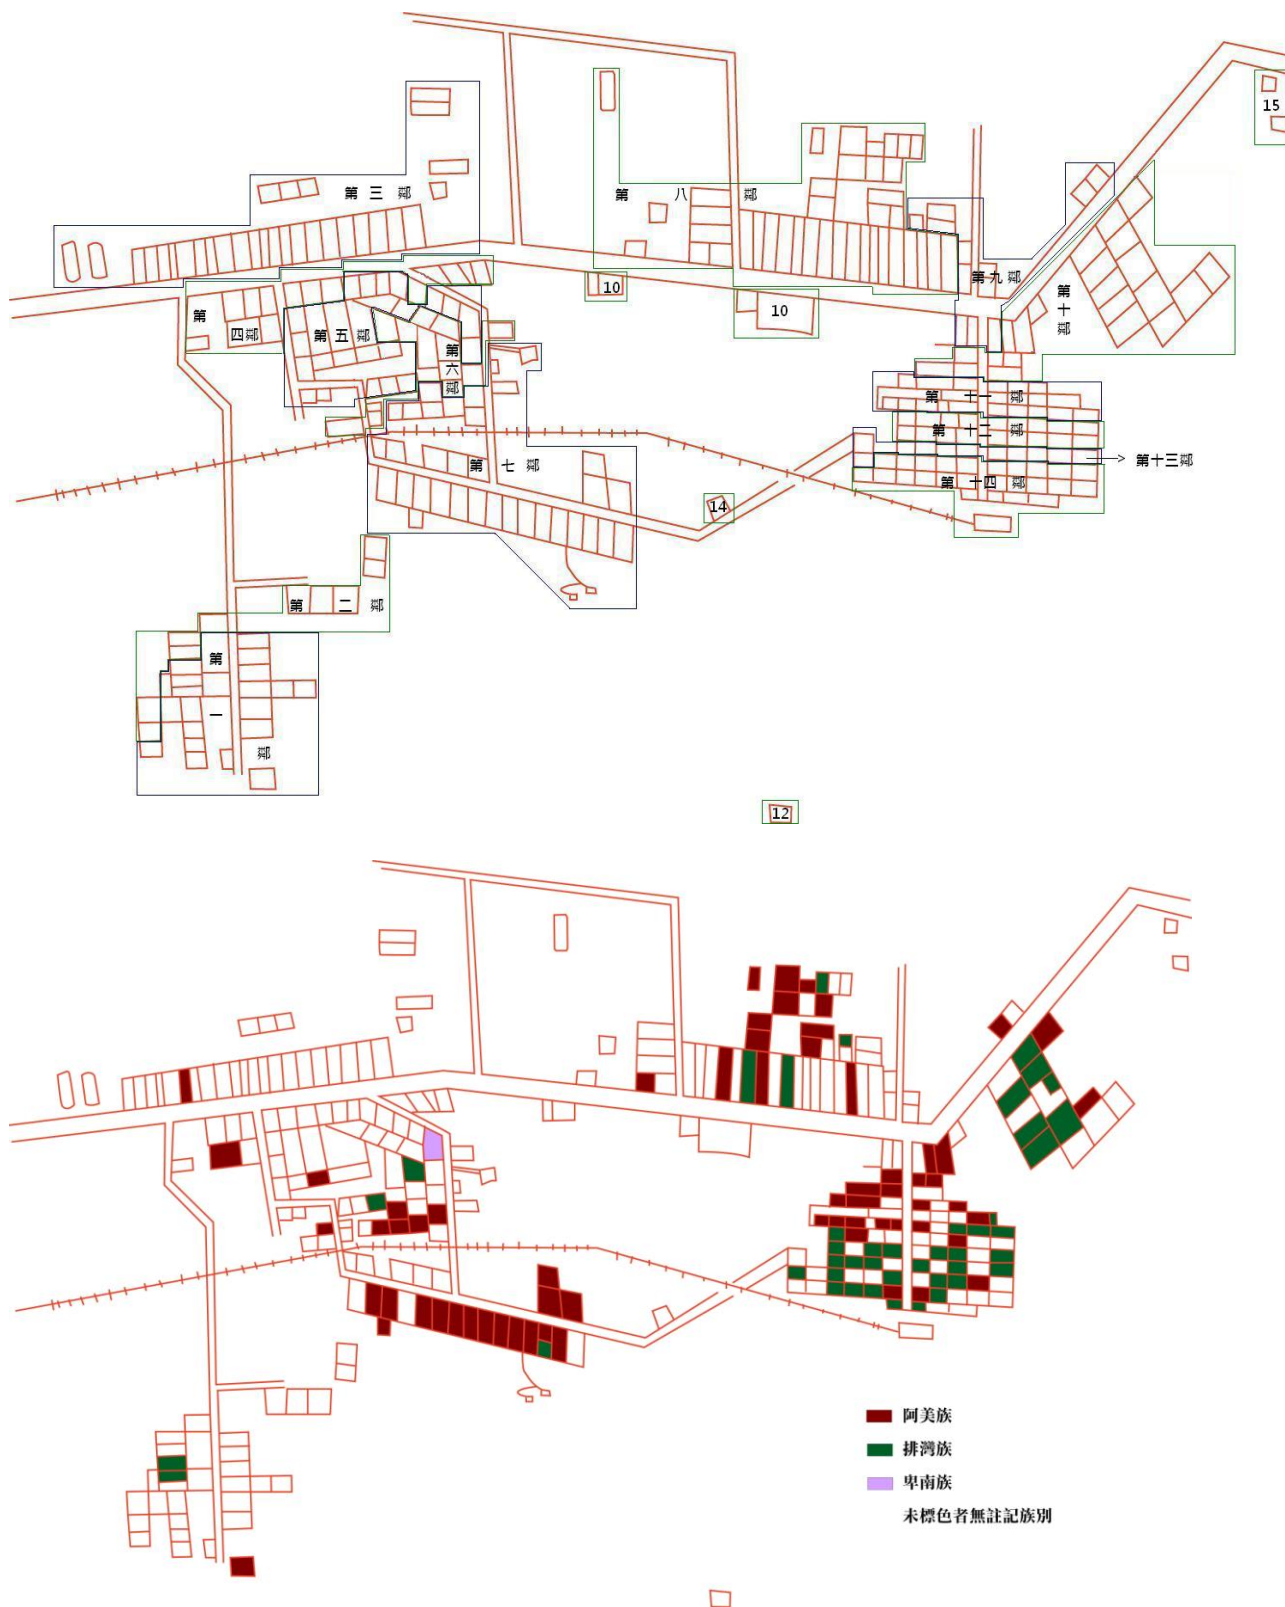 15
第 三 鄰
第 八 鄰
第九鄰
10
10
第十鄰
第 四鄰
第 五 鄰
第六鄰
第 十一 鄰
第 十二 鄰
第十三鄰
第 七 鄰
第 十四 鄰
14
第 二 鄰
第 一 鄰
12
阿美族
排灣族
卑南族
未標色者無註記族別